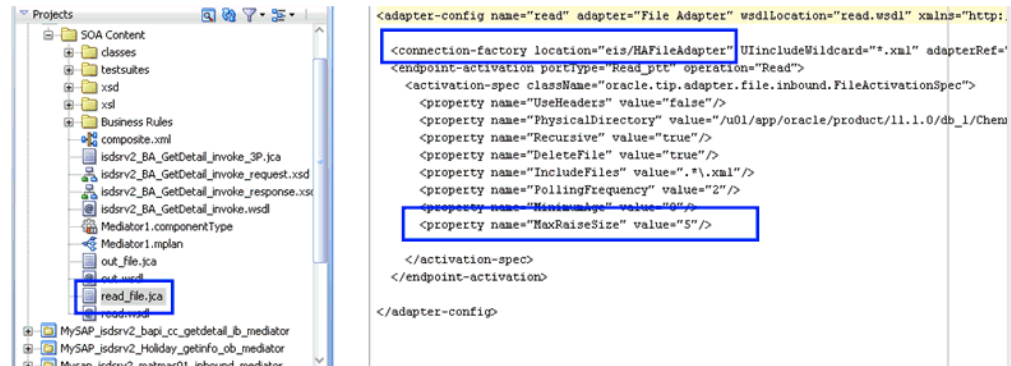 Projects
SOA Content
classes
testsuites
xsd
xsl
Business Rules
composite.xml
isdsrv2_BA_GetDetail_invoke_3P.jca
isdsrv2_BA_GetDetail_invoke_request.xsd
isdsrv2_BA_GetDetail_invoke_response.xsd
isdsrv2_BA_GetDetail_invoke.wsdl
Mediator1.componentType
Mediator1.mplan
out_file.jca
out.wsdl
read_file.jca
read.wsdl
MySAP_isdsrv2_bapi_cc_getdetail_ib_mediator
MySAP_isdsrv2_Holiday_getinfo_ob_mediator
Mysap_isdsrv2_matmas01_inbound_mediator
<adapter-config name="read" adapter="File Adapter" wsdlLocation="read.wsdl" xmlns="http:/
<connection-factory location="eis/HAFileAdapter" UIincludeWildcard="*.xml" adapterRef="
<endpoint-activation portType="Read_ptt" operation="Read">
<activation-spec className="oracle.tip.adapter.file.inbound.FileActivationSpec">
<property name="UseHeaders" value="false"/>
<property name="PhysicalDirectory" value="/u01/app/oracle/product/11.1.0/db_1/Chenn
<property name="Recursive" value="true"/>
<property name="DeleteFile" value="true"/>
<property name="IncludeFiles" value=".*\.xml"/>
<property name="PollingFrequency" value="2"/>
<property name="MinimumAge" value="0"/>
<property name="MaxRaiseSize" value="5"/>
</activation-spec>
</endpoint-activation>
</adapter-config>